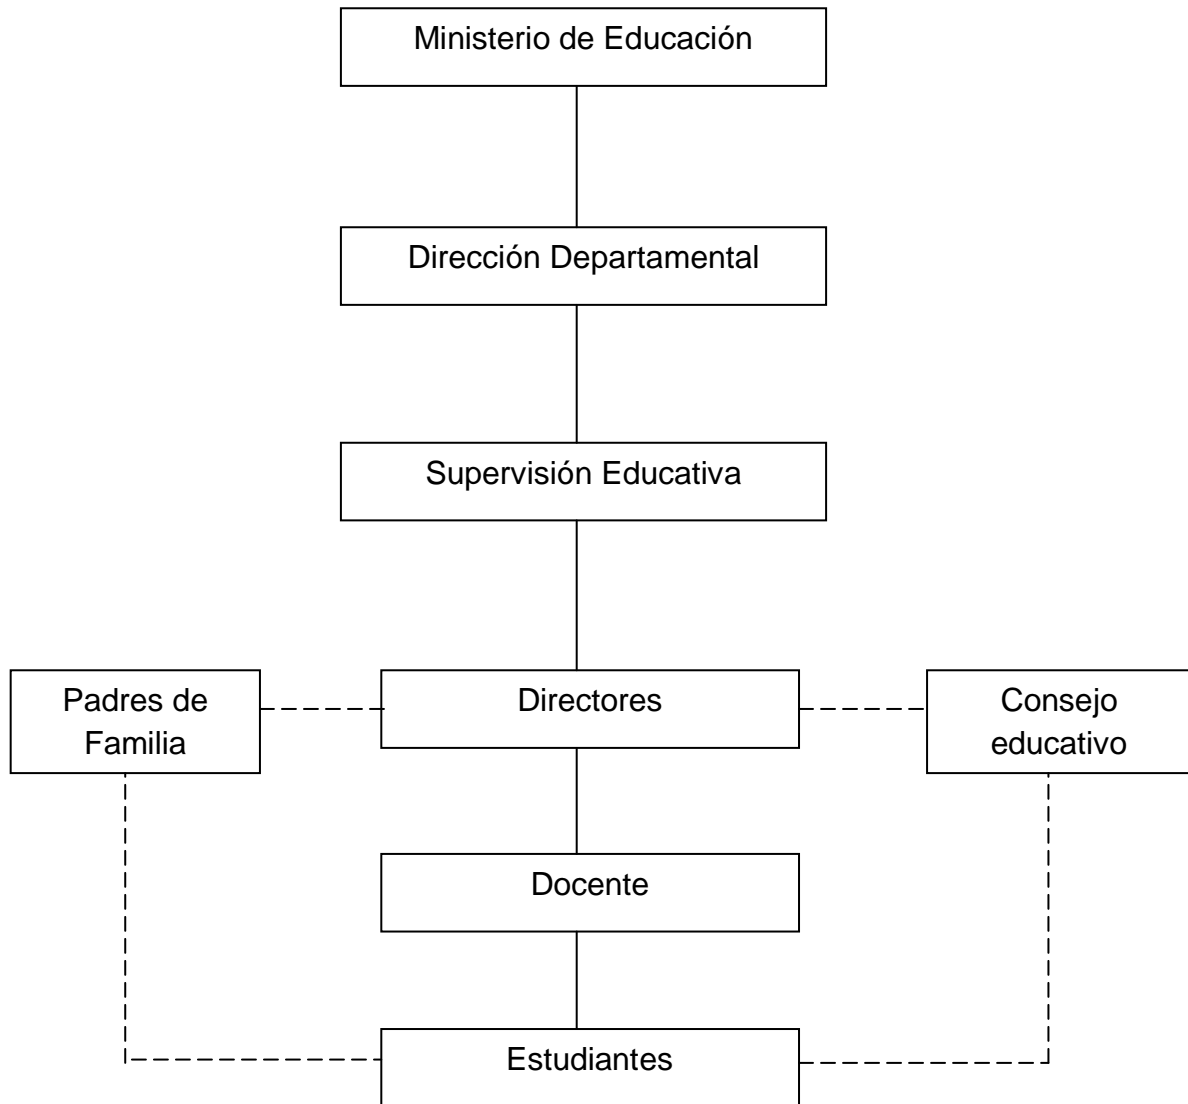 Ministerio de Educación
Dirección Departamental
Supervisión Educativa
Padres de
Familia
Directores
Consejo
educativo
Docente
Estudiantes